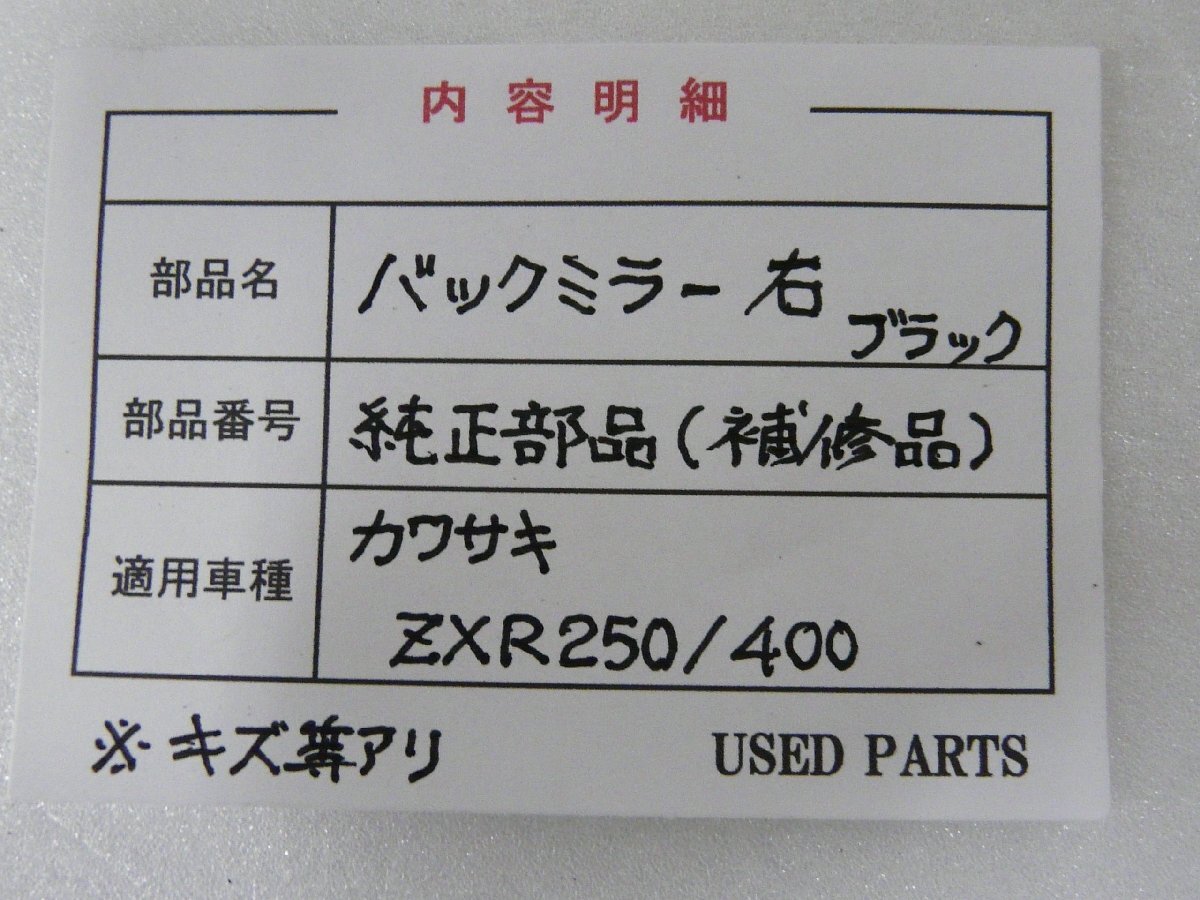 内容明細
部品名 バックミラー 右 ブラック
部品番号 純正部品(補修品)
適用車種 カワサキ
ZXR250/400
※キズ等アリ USED PARTS